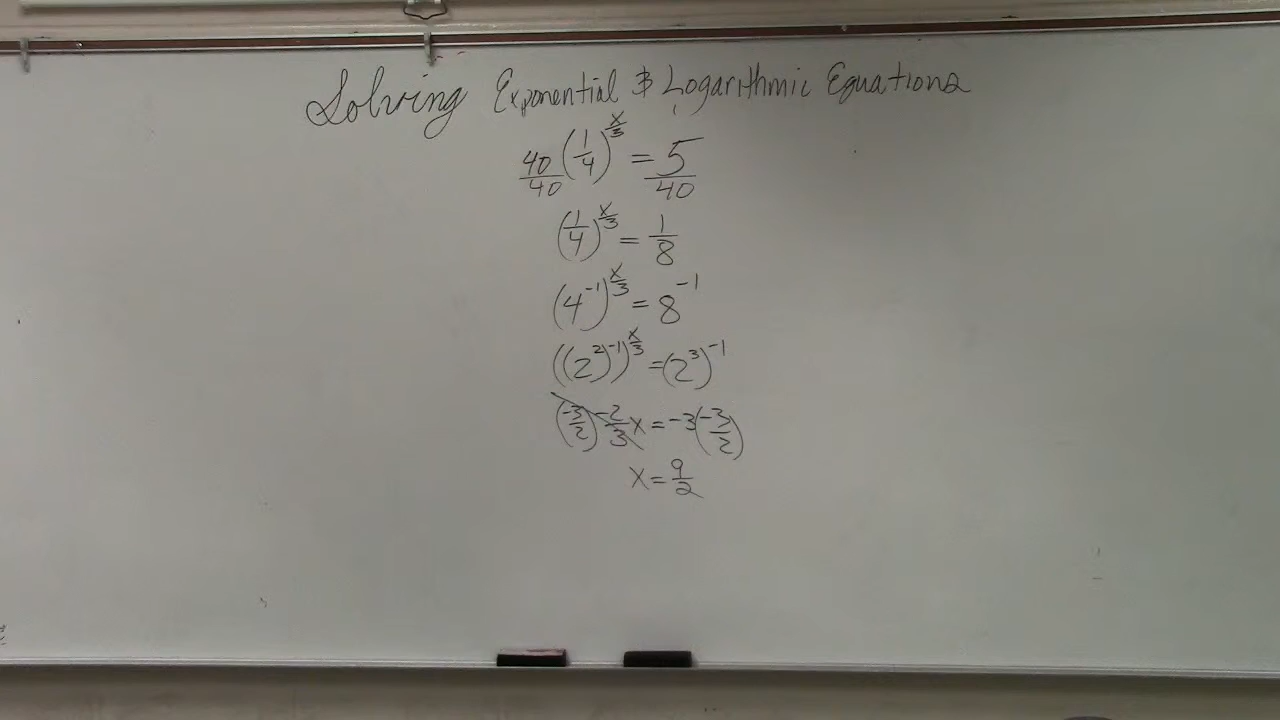 Solving Exponential & Logarithmic Equations
40/40 (1/4)^(x/3) = 5/40
(1/4)^(x/3) = 1/8
(4^-1)^(x/3) = 8^-1
((2^2)^-1)^(x/3) = (2^3)^-1
(-3/2) -2/3 x = -3(-3/2)
x = 9/2